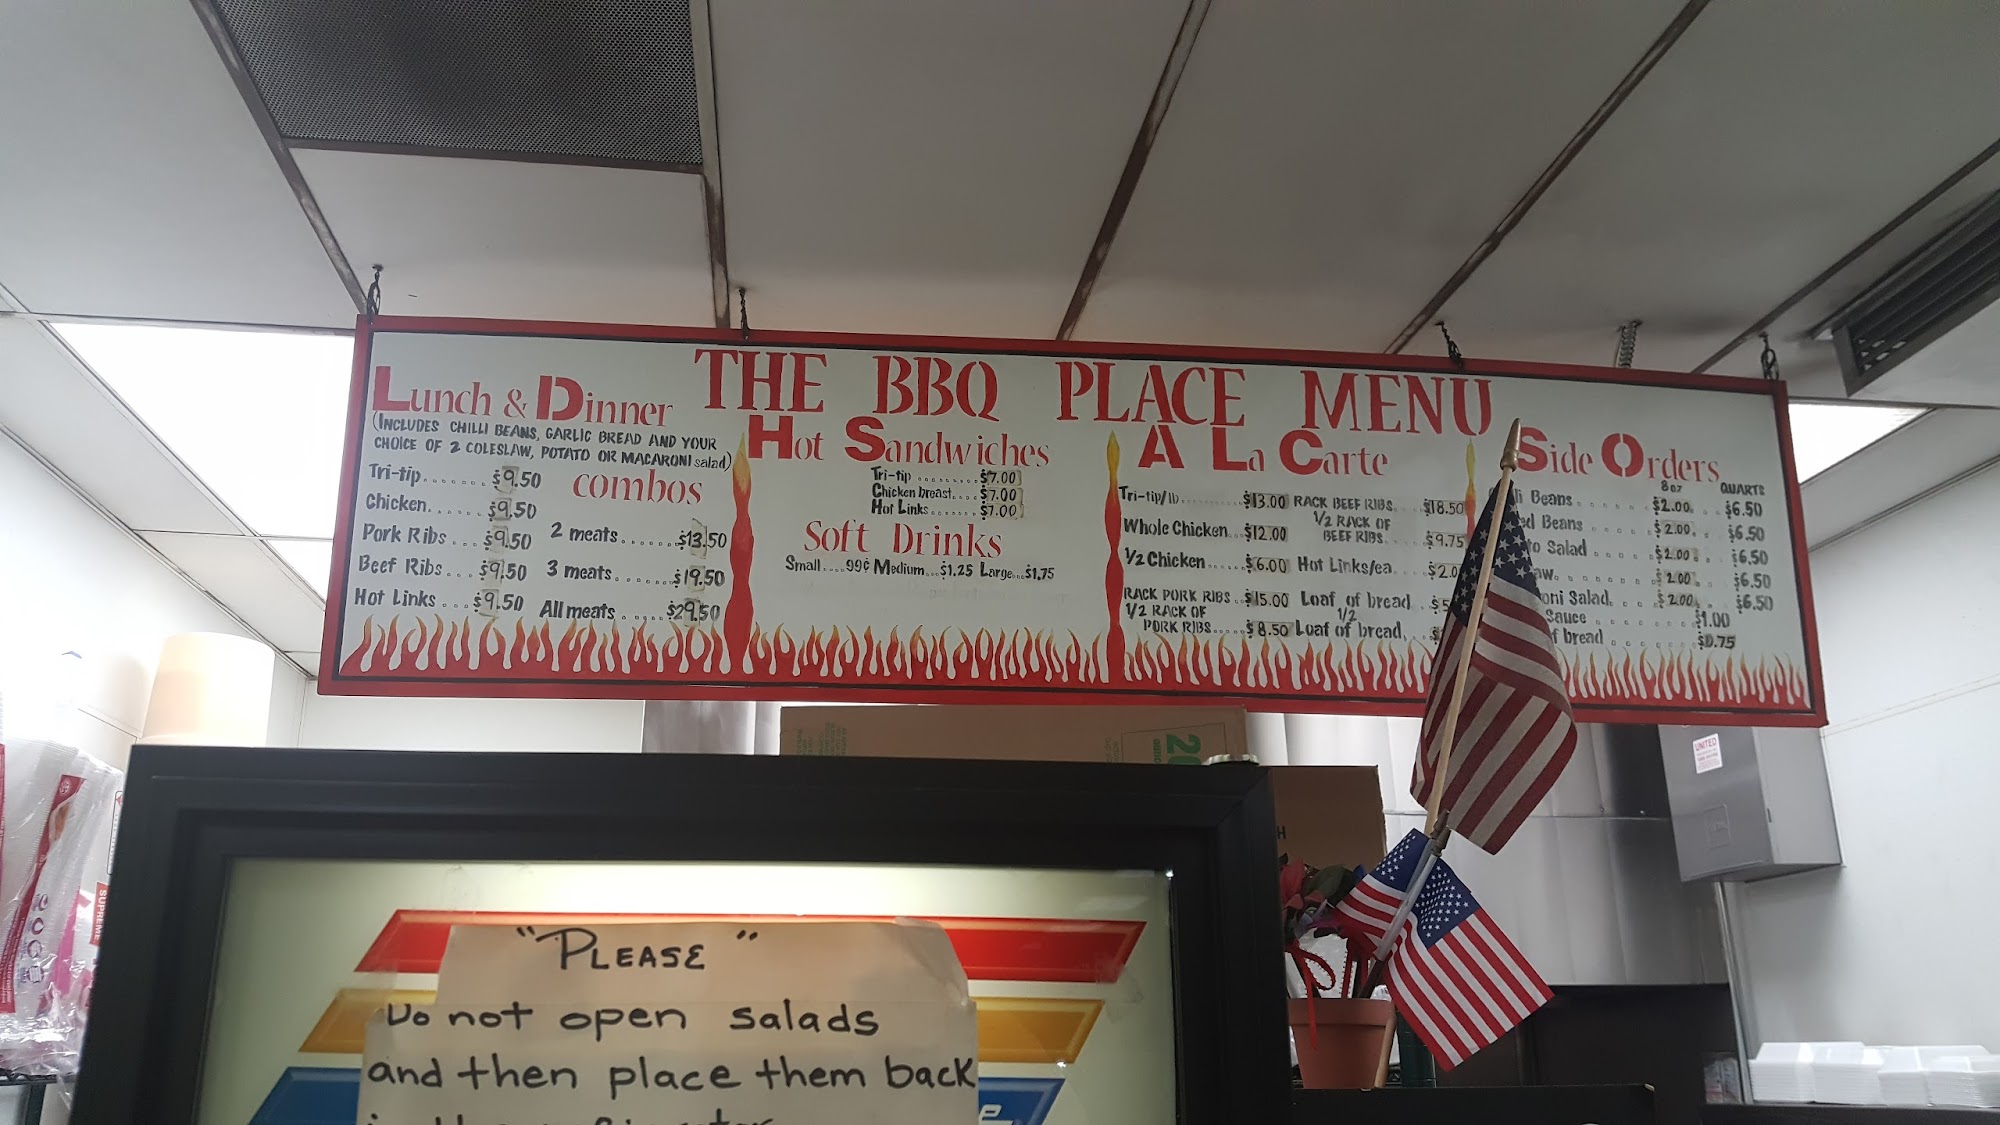 THE BBQ PLACE MENU
Lunch & Dinner
(INCLUDES CHILLI BEANS, GARLIC BREAD AND YOUR
CHOICE OF 2 COLESLAW, POTATO OR MACARONI salad)
Tri-tip....... $9.50
Chicken...... $9.50
Pork Ribs.... $9.50
Beef Ribs... $9.50
Hot Links ... $9.50
combos
2 meats....... $13.50
3 meats........ $19.50
All meats ...... $29.50
Hot Sandwiches
Tri-tip ......... $7.00
Chicken breast.... $7.00
Hot Links...... $7.00
Soft Drinks
Small....99¢ Medium...$1.25 Large...$1.75
A La Carte
Tri-tip/lb.......... $13.00
Whole Chicken... $12.00
1/2 Chicken....... $6.00
RACK PORK RIBS.. $15.00
1/2 RACK OF
PORK RIBS..... $8.50
RACK BEEF RIBS.... $18.50
1/2 RACK OF
BEEF RIBS.... $9.75
Hot Links/ea....
Loaf of bread ..
1/2
Loaf of bread..
Side Orders
8oz QUARTS
Beans........ $2.00... $6.50
Beans ....... $2.00... $6.50
Salad ...... $2.00... $6.50
........ $2.00... $6.50
Salad...... $2.00... $6.50
Sauce ............ $1.00
bread ......... $0.75
"PLEASE"
Do not open salads
and then place them back
UNITED
SUPREME